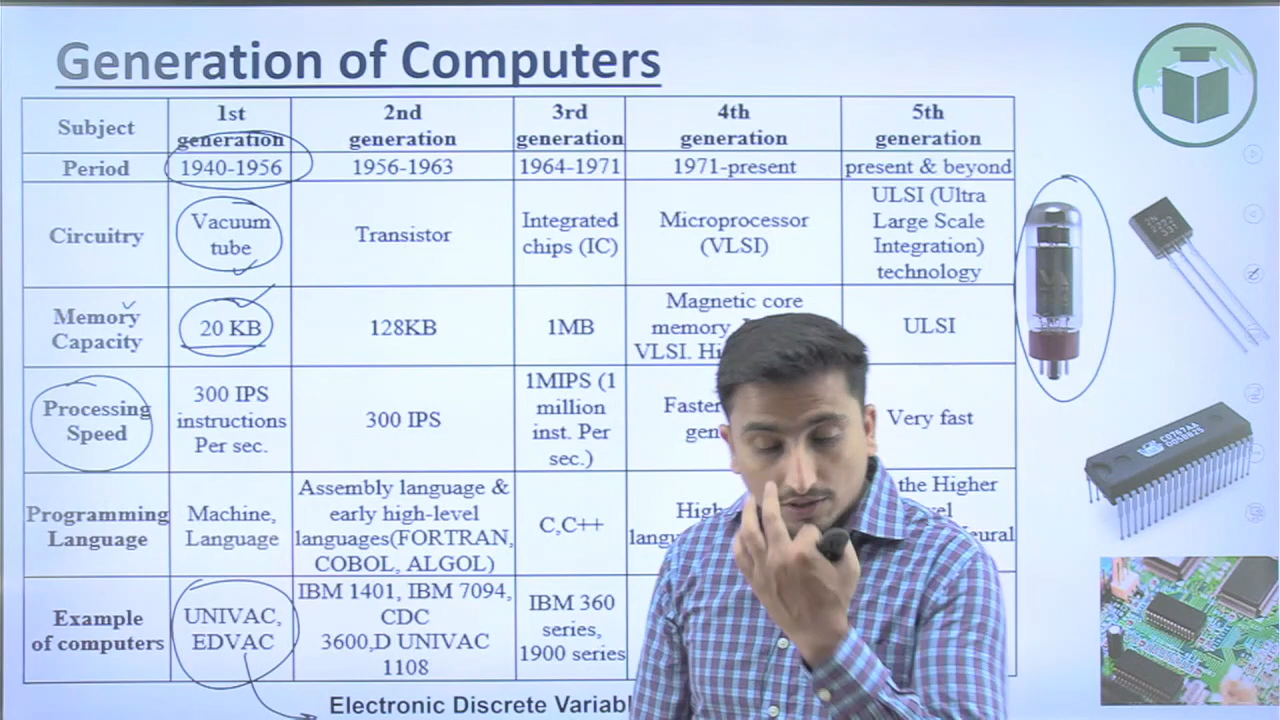 Generation of Computers
Subject
1st
generation
2nd
generation
3rd
generation
4th
generation
5th
generation
Period
1940-1956
1956-1963
1964-1971
1971-present
present & beyond
Circuitry
Vacuum
tube
Transistor
Integrated
chips (IC)
Microprocessor
(VLSI)
ULSI (Ultra
Large Scale
Integration)
technology
Memory
Capacity
20 KB
128KB
1MB
Magnetic core
memory,
VLSI.
ULSI
Processing
Speed
300 IPS
instructions
Per sec.
300 IPS
1MIPS (1
million
inst. Per
sec.)
Faster
Very fast
Programming
Language
Machine,
Language
Assembly language &
early high-level
languages(FORTRAN,
COBOL, ALGOL)
C,C++
the Higher
Example
of computers
UNIVAC,
EDVAC
IBM 1401, IBM 7094,
CDC
3600,D UNIVAC
1108
IBM 360
series,
1900 series
Electronic Discrete